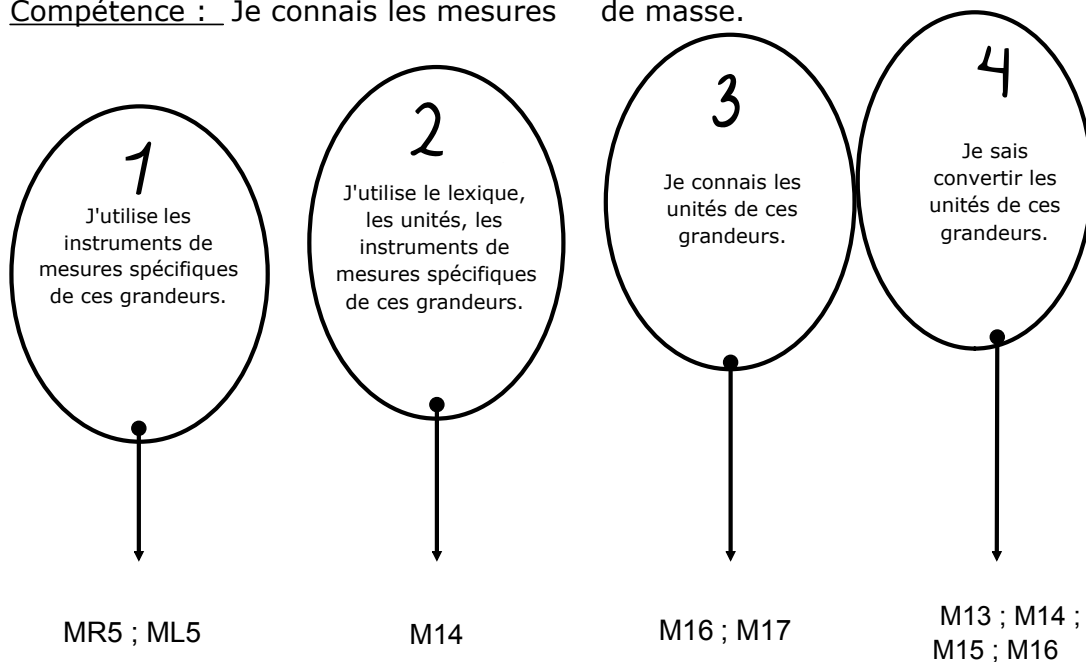 Compétence : Je connais les mesures de masse.
1
J'utilise les
instruments de
mesures spécifiques
de ces grandeurs.
MR5 ; ML5
2
J'utilise le lexique,
les unités, les
instruments de
mesures spécifiques
de ces grandeurs.
M14
3
Je connais les
unités de ces
grandeurs.
M16 ; M17
4
Je sais
convertir les
unités de ces
grandeurs.
M13 ; M14 ;
M15 ; M16